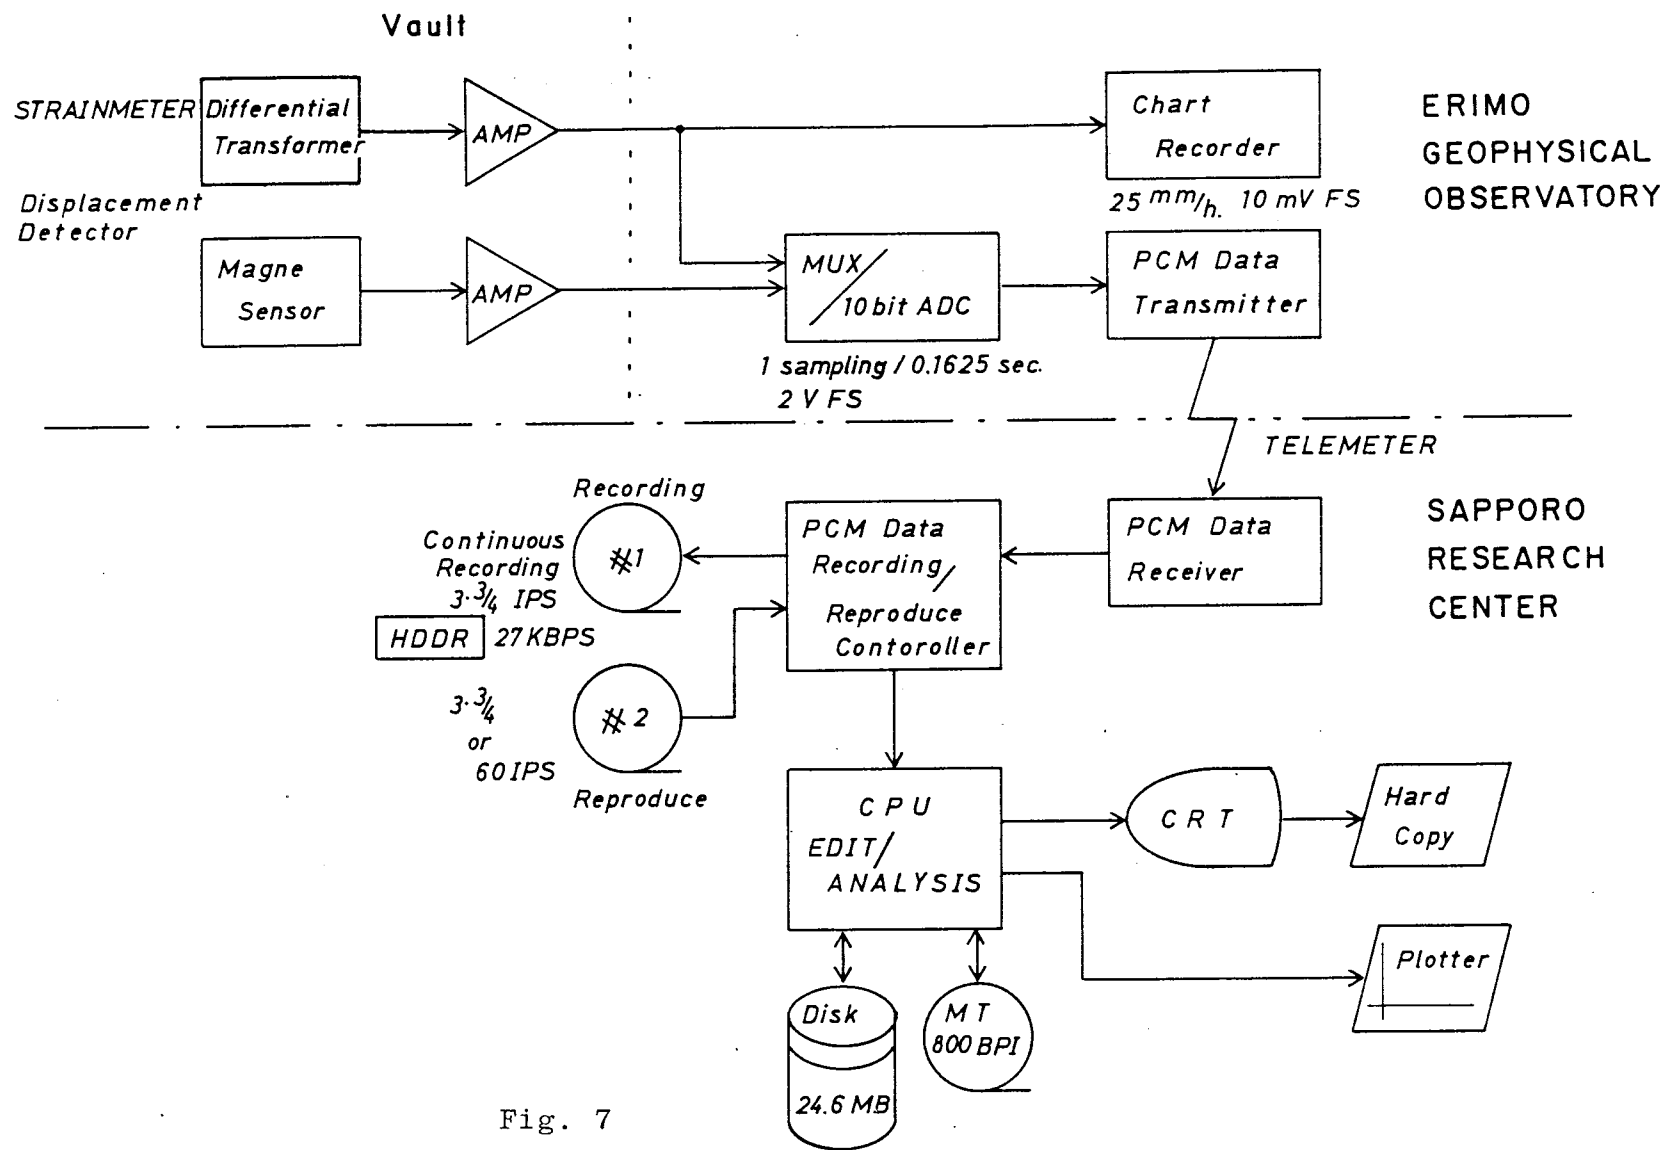 Vault
STRAINMETER
Differential
Transformer
AMP
Chart
Recorder
25 mm/h. 10 mV FS
ERIMO
GEOPHYSICAL
OBSERVATORY
Displacement
Detector
Magne
Sensor
AMP
MUX/
10 bit ADC
1 sampling / 0.1625 sec.
2 V FS
PCM Data
Transmitter
TELEMETER
Recording
Continuous
Recording
3·3/4 IPS
HDDR 27KBPS
#1
PCM Data
Recording/
Reproduce
Contoroller
PCM Data
Receiver
SAPPORO
RESEARCH
CENTER
3·3/4
or
60 IPS
#2
Reproduce
CPU
EDIT/
ANALYSIS
CRT
Hard
Copy
Plotter
Disk
24.6 MB
MT
800 BPI
Fig. 7